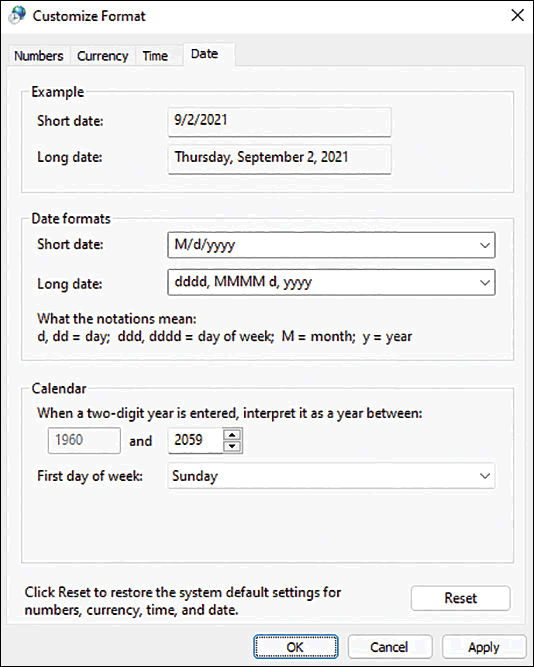 Customize Format
Numbers Currency Time Date
Example
Short date: 9/2/2021
Long date: Thursday, September 2, 2021
Date formats
Short date: M/d/yyyy
Long date: dddd, MMMM d, yyyy
What the notations mean:
d, dd = day; ddd, dddd = day of week; M = month; y = year
Calendar
When a two-digit year is entered, interpret it as a year between:
1960 and 2059
First day of week: Sunday
Click Reset to restore the system default settings for
numbers, currency, time, and date.
Reset
OK Cancel Apply